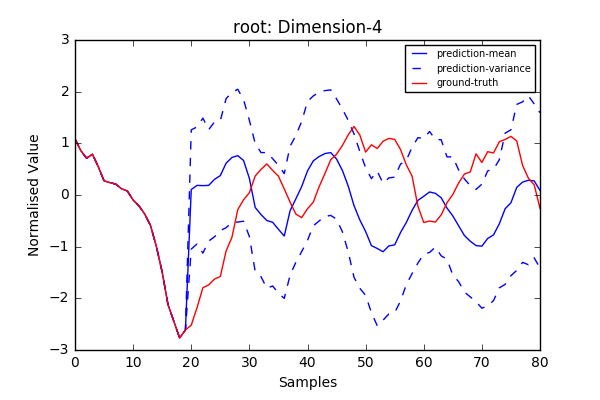 root: Dimension-4
3
2
1
0
−1
−2
−3
Normalised Value
prediction-mean
prediction-variance
ground-truth
0 10 20 30 40 50 60 70 80
Samples